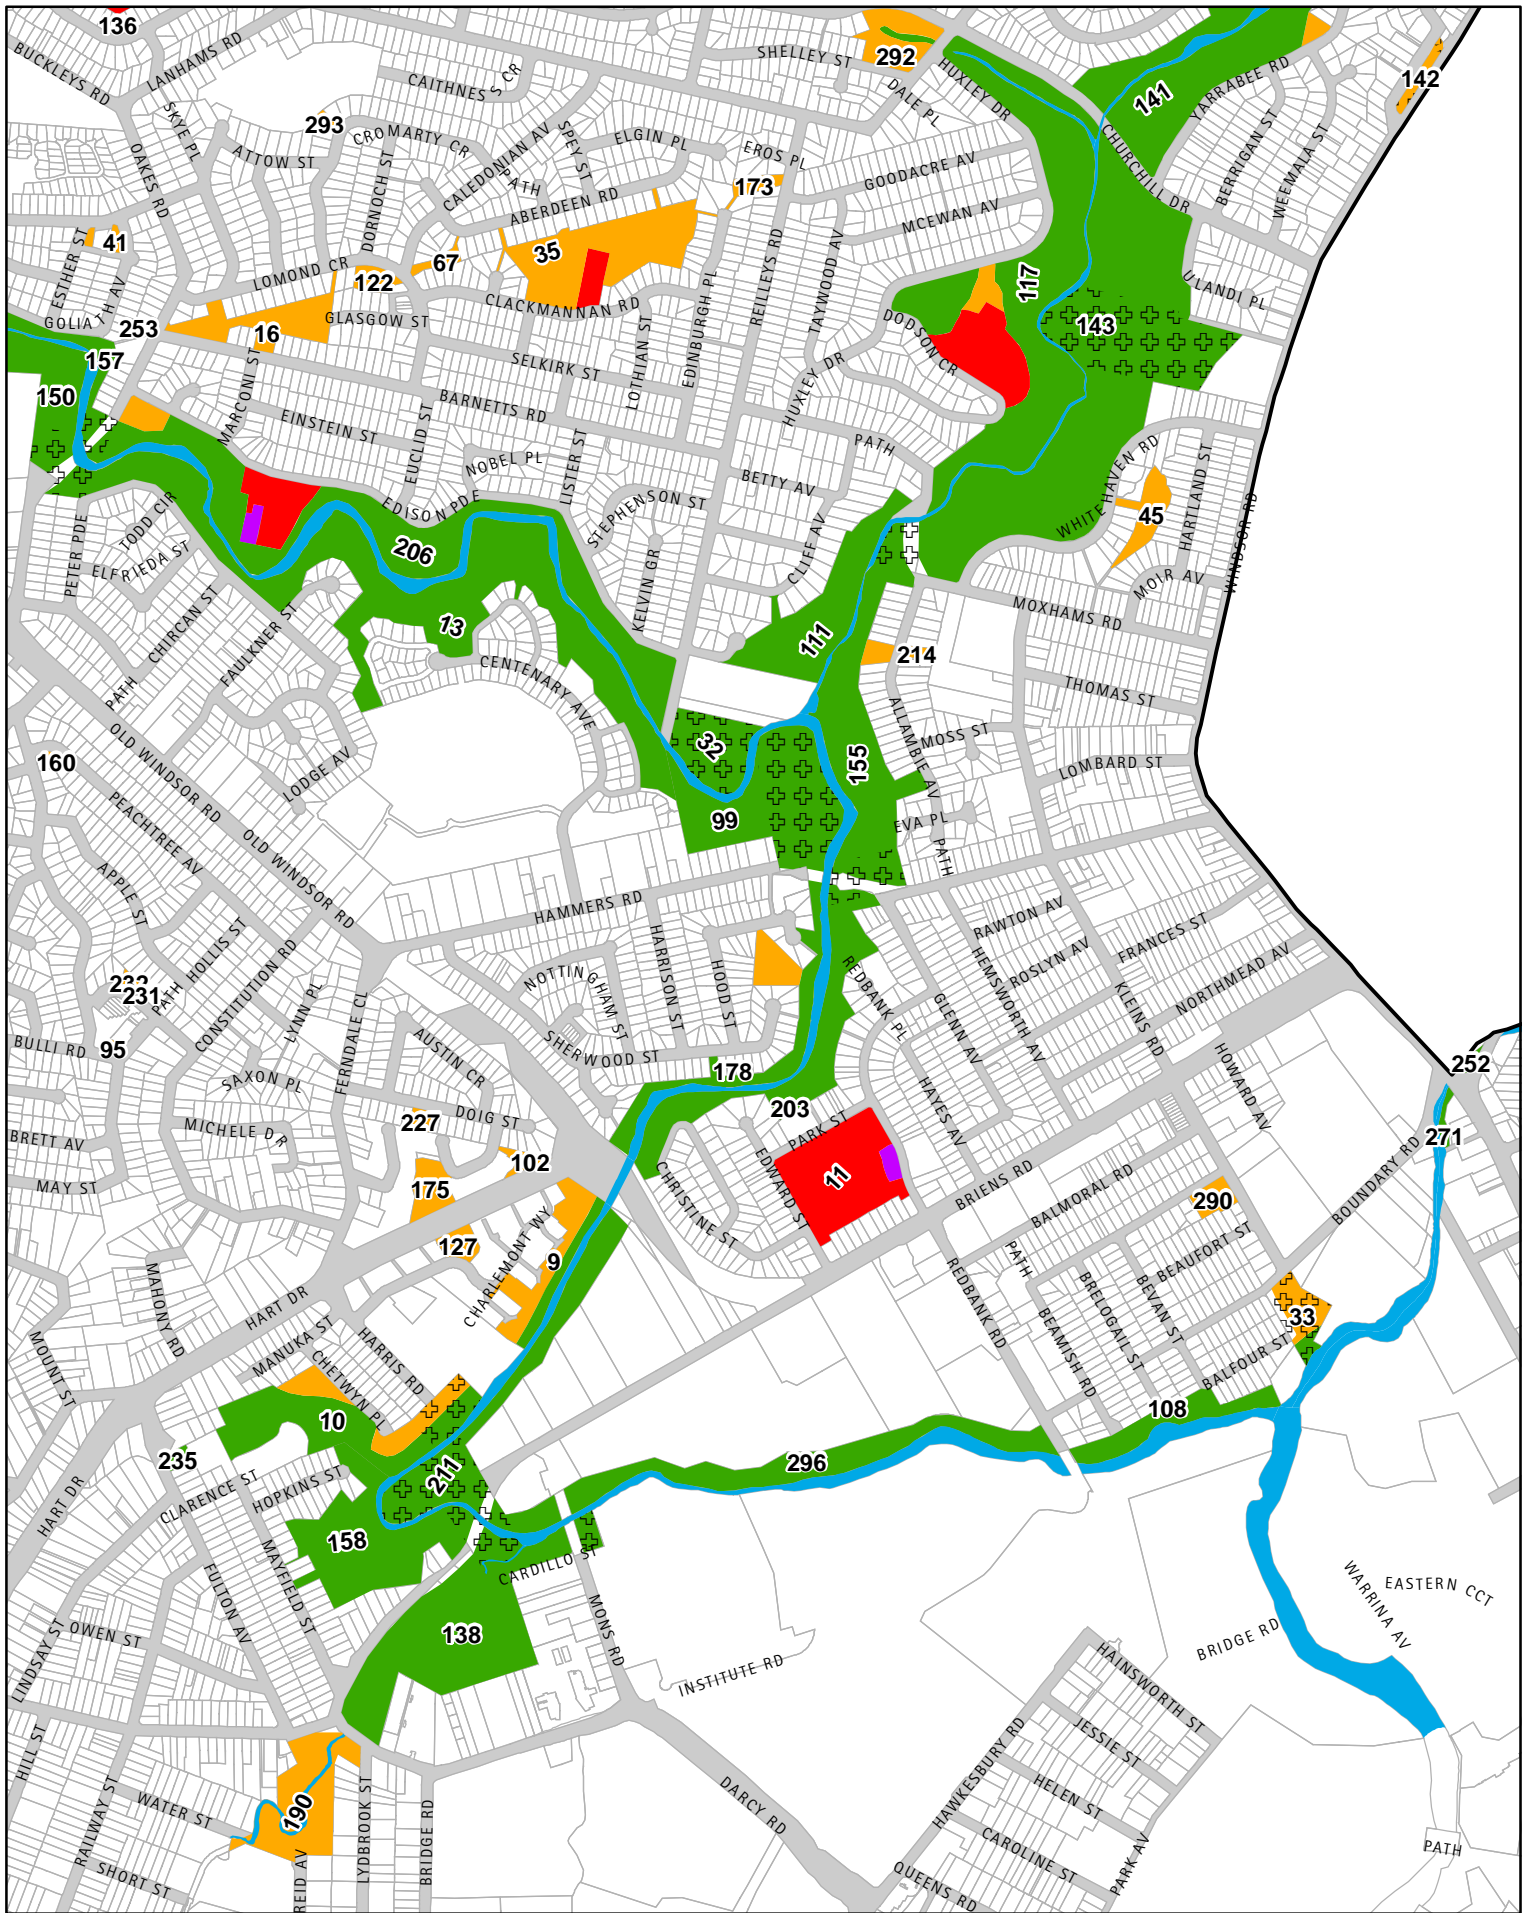 136
BUCKLEYS RD
LANHAMS RD
SHELLEY ST
292
HUXLEY DR
DALE PL
141
YARRABEE RD
142
CAITHNES S CR
SKYE PL
293
CROMARTY CR
ELGIN PL
SPEY ST
EROS PL
CHURCHILL DR
BERRIGAN ST
WEEMALA ST
OAKES RD
ATTOW ST
DORNOCH ST
CALEDONIAN AV
PATH
173
GOODACRE AV
ABERDEEN RD
MCEWAN AV
ESTHER ST
41
67
35
REILLEYS RD
TAYWOOD AV
LOMOND CR
122
117
ULANDI PL
GOLIATH AV
253
16
GLASGOW ST
CLACKMANNAN RD
EDINBURGH PL
DODSON CR
143
157
150
MARCONI ST
SELKIRK ST
LOTHIAN ST
HUXLEY DR
EINSTEIN ST
EUCLID ST
BARNETTS RD
PATH
NOBEL PL
LISTER ST
BETTY AV
WHITEHAVEN RD
HARTLAND ST
WINDSOR RD
45
EDISON PDE
STEPHENSON ST
PETER PDE
TODD CIR
ELFRIEDA ST
206
CLIFF AV
KELVIN GR
MOIR AV
MOXHAMS RD
CHIRCAN ST
FAULKNER ST
13
CENTENARY AVE
111
214
PATH
THOMAS ST
OLD WINDSOR RD
ALLAMBIE AV
MOSS ST
160
LODGE AV
32
155
LOMBARD ST
PEACHTREE AV
OLD WINDSOR RD
99
EVA PL
PATH
APPLE ST
HAMMERS RD
RAWTON AV
FRANCES ST
HOLLIS ST
CONSTITUTION RD
HARRISON ST
HOOD ST
REDBANK PL
HEMSWORTH AV
ROSLYN AV
NORTHMEAD AV
232
231
PATH
LYNN PL
FERNDALE CL
NOTTINGHAM ST
GLENN AV
KLEINS RD
BULLI RD
95
AUSTIN CR
SHERWOOD ST
HOWARD AV
252
SAXON PL
178
HAYES AV
BRETT AV
MICHELE DR
227
DOIG ST
203
PARK ST
271
102
CHRISTINE ST
EDWARD ST
11
BRIENS RD
BALMORAL RD
BOUNDARY RD
MAY ST
175
290
127
CHARLEMONT WY
9
PATH
BEAUFORT ST
MAHONY RD
HART DR
REDBANK RD
BEAMISH RD
BRELOGAIL ST
BEVAN ST
33
MOUNT ST
MANUKA ST
HARRIS RD
CHETWYN PL
BALFOUR ST
10
108
235
296
HART DR
CLARENCE ST
HOPKINS ST
211
158
MAYFIELD ST
CARDILLO ST
FULTON AV
WARRINA AV
EASTERN CCT
MONS RD
LINDSAY ST
OWEN ST
138
BRIDGE RD
HAINSWORTH ST
INSTITUTE RD
JESSIE ST
HILL ST
HAWKESBURY RD
HELEN ST
RAILWAY ST
WATER ST
190
LYDBROOK ST
BRIDGE RD
DARCY RD
CAROLINE ST
PATH
SHORT ST
REID AV
QUEENS RD
PARK AV